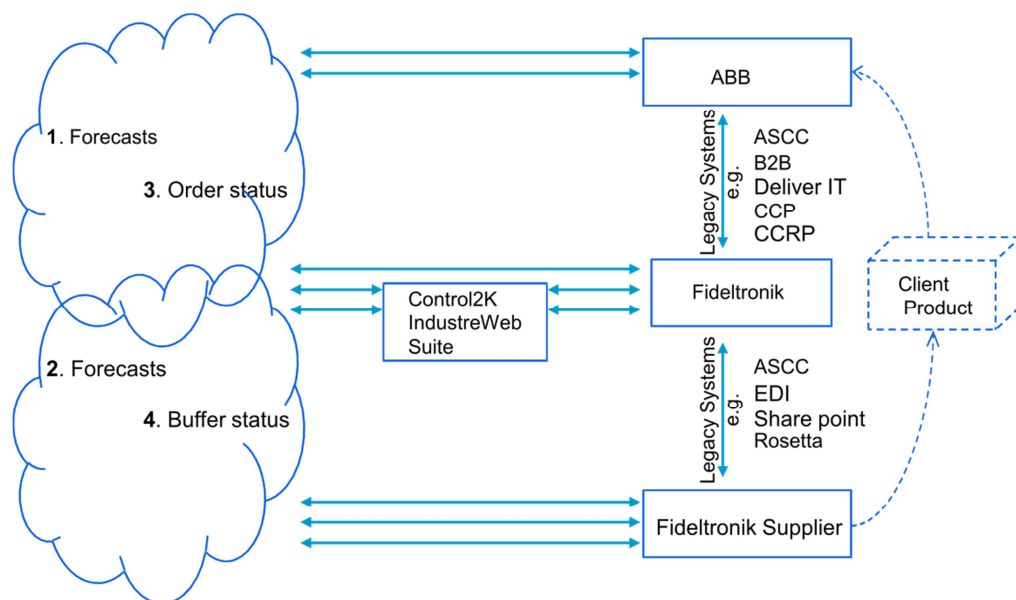 ABB
1. Forecasts
3. Order status
Legacy Systems
e.g.
ASCC
B2B
Deliver IT
CCP
CCRP
Control2K
IndustreWeb
Suite
Fideltronik
Client
Product
2. Forecasts
4. Buffer status
Legacy Systems
e.g.
ASCC
EDI
Share point
Rosetta
Fideltronik Supplier